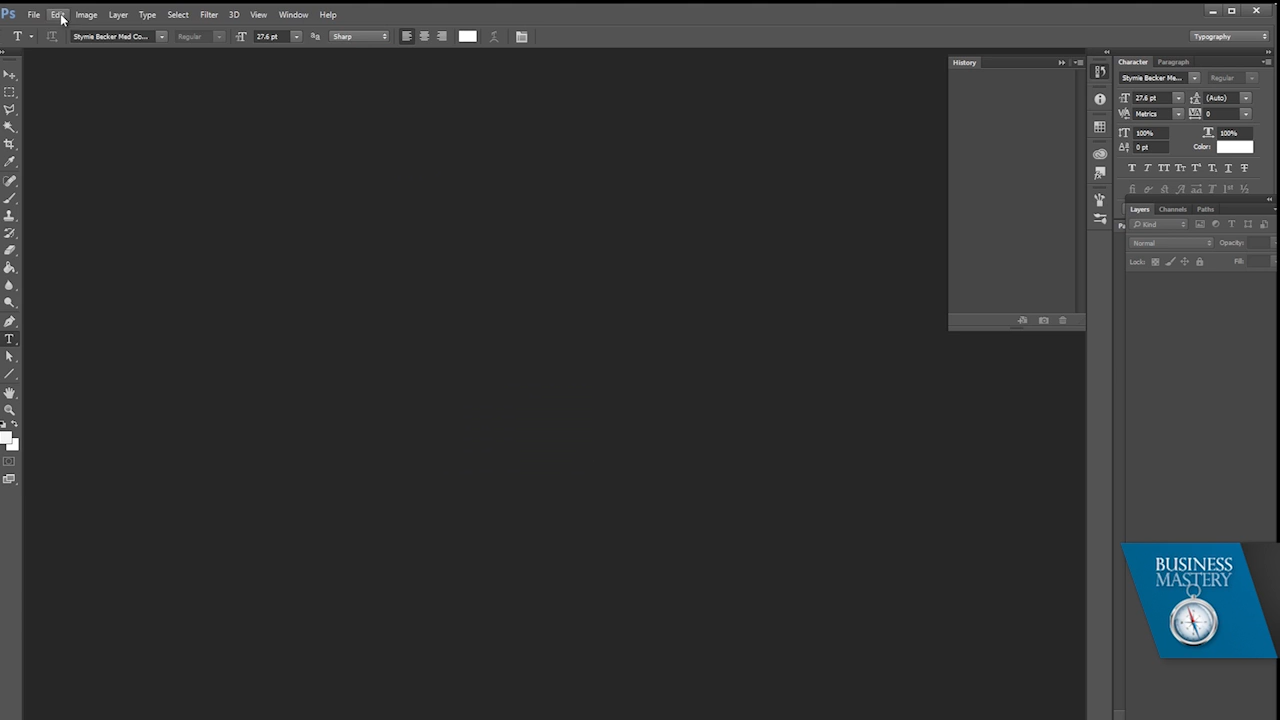 Ps File Edit Image Layer Type Select Filter 3D View Window Help
T Stymie Becker Med Co... Regular 27.6 pt aa Sharp Typography
History
Character Paragraph
Stymie Becker Me... Regular
27.6 pt (Auto)
Metrics 0
100% 100%
0 pt Color:
Layers Channels Paths
Kind
Normal Opacity:
Lock: Fill:
BUSINESS
MASTERY